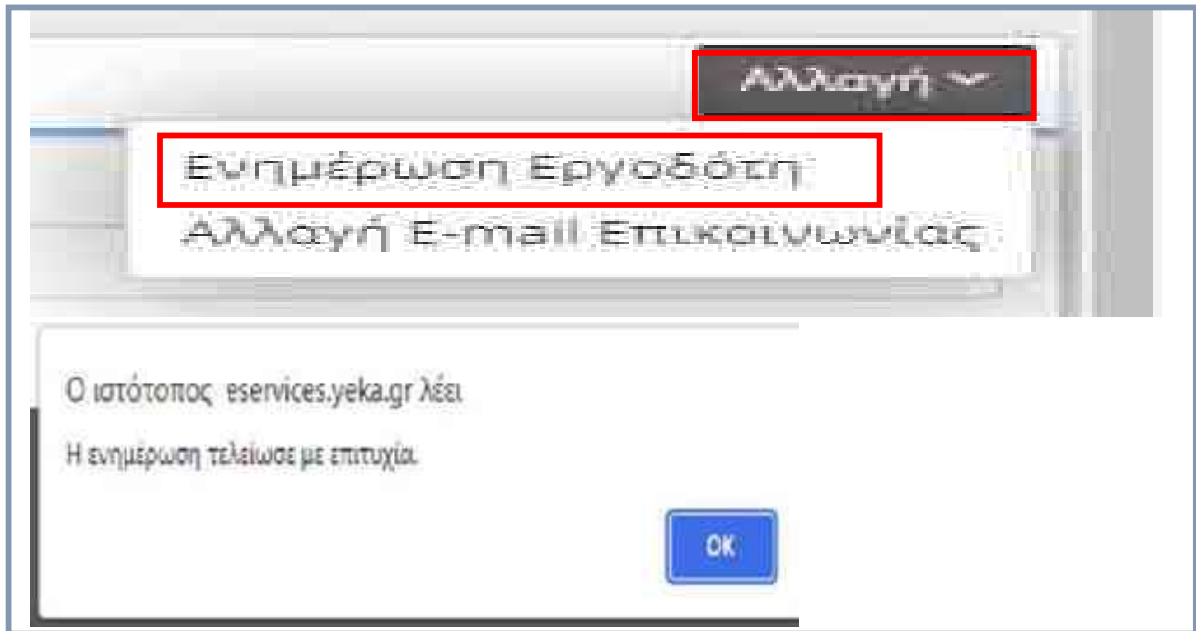 Αλλαγή
Ενημέρωση Εργοδότη
Αλλαγή E-mail Επικοινωνίας
Ο ιστότοπος eservices.yeka.gr λέει
Η ενημέρωση τελείωσε με επιτυχία.
OK